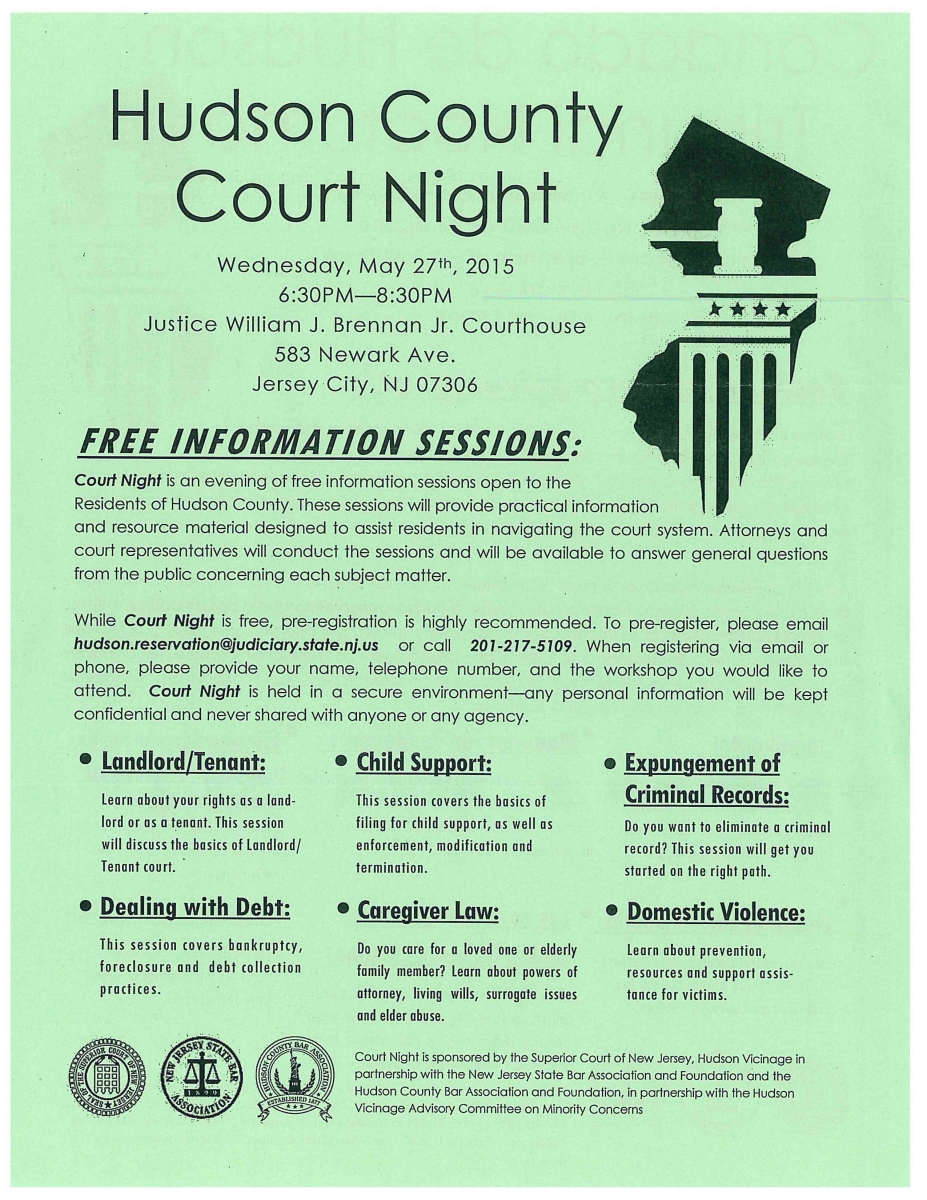 Hudson County
Court Night
Wednesday, May 27th, 2015
6:30PM—8:30PM
Justice William J. Brennan Jr. Courthouse
583 Newark Ave.
Jersey City, NJ 07306
FREE INFORMATION SESSIONS:
Court Night is an evening of free information sessions open to the
Residents of Hudson County. These sessions will provide practical information
and resource material designed to assist residents in navigating the court system. Attorneys and
court representatives will conduct the sessions and will be available to answer general questions
from the public concerning each subject matter.
While Court Night is free, pre-registration is highly recommended. To pre-register, please email
hudson.reservation@judiciary.state.nj.us or call 201-217-5109. When registering via email or
phone, please provide your name, telephone number, and the workshop you would like to
attend. Court Night is held in a secure environment—any personal information will be kept
confidential and never shared with anyone or any agency.
• Landlord/Tenant:
Learn about your rights as a land-
lord or as a tenant. This session
will discuss the basics of Landlord/
Tenant court.
• Child Support:
This session covers the basics of
filing for child support, as well as
enforcement, modification and
termination.
• Expungement of
Criminal Records:
Do you want to eliminate a criminal
record? This session will get you
started on the right path.
• Dealing with Debt:
This session covers bankruptcy,
foreclosure and debt collection
practices.
• Caregiver Law:
Do you care for a loved one or elderly
family member? Learn about powers of
attorney, living wills, surrogate issues
and elder abuse.
• Domestic Violence:
Learn about prevention,
resources and support assis-
tance for victims.
SEAL OF THE SUPERIOR COURT OF NEW JERSEY
NEW JERSEY STATE BAR
ASSOCIATION
HUDSON COUNTY BAR ASSOCIATION
ESTABLISHED 1877
Court Night is sponsored by the Superior Court of New Jersey, Hudson Vicinage in
partnership with the New Jersey State Bar Association and Foundation and the
Hudson County Bar Association and Foundation, in partnership with the Hudson
Vicinage Advisory Committee on Minority Concerns